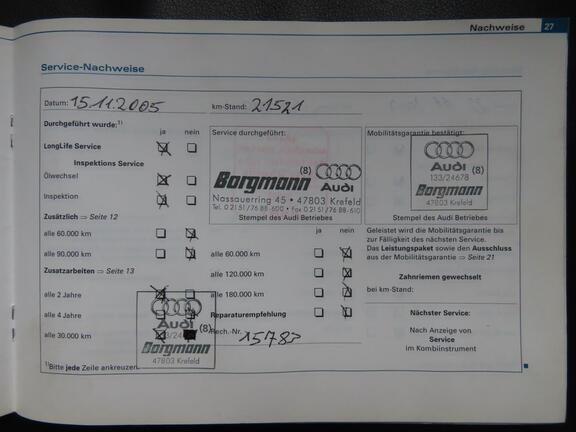 Nachweise 27
Service-Nachweise
Datum: 15.11.2005 km-Stand: 21521
Durchgeführt wurde:¹⁾
ja nein
LongLife Service
Inspektions Service
Ölwechsel
Inspektion
Zusätzlich ⇨ Seite 12
alle 60.000 km
alle 90.000 km
Zusatzarbeiten ⇨ Seite 13
alle 2 Jahre
alle 4 Jahre
alle 30.000 km
¹⁾Bitte jede Zeile ankreuzen
Audi
(8)
Borgmann
47803 Krefeld
Service durchgeführt:
Borgmann (8)
Audi
Nassauerring 45 • 47803 Krefeld
Tel. 0 21 51/76 88-600 • Fax 0 21 51/76 88-610
Stempel des Audi Betriebes
ja nein
alle 60.000 km
alle 120.000 km
alle 180.000 km
Reparaturempfehlung
Rech.-Nr.
Mobilitätsgarantie bestätigt:
Audi (8)
133/24678
Borgmann
47803 Krefeld
Stempel des Audi Betriebes
Geleistet wird die Mobilitätsgarantie bis
zur Fälligkeit des nächsten Service.
Das Leistungspaket sowie den Ausschluss
aus der Mobilitätsgarantie ⇨ Seite 21
Zahnriemen gewechselt
bei km-Stand:
Nächster Service:
Nach Anzeige von
Service
im Kombiinstrument